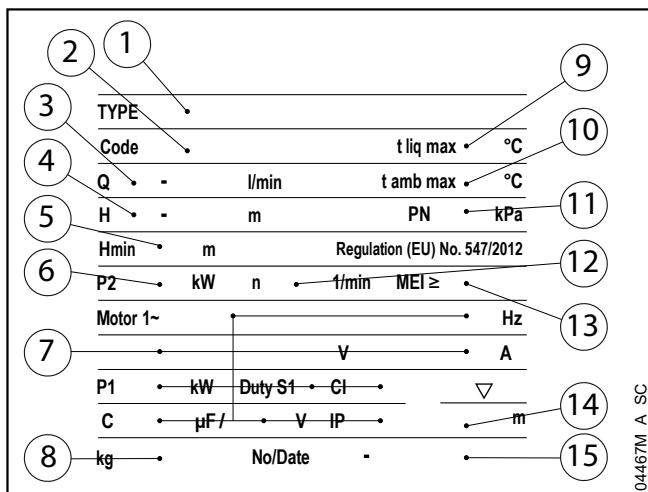 1
2
3
4
5
6
7
8
9
10
11
12
13
14
15
TYPE
Code t liq max °C
Q - l/min t amb max °C
H - m PN kPa
Hmin m Regulation (EU) No. 547/2012
P2 kW n 1/min MEI ≥
Motor 1~ Hz
V A
P1 kW Duty S1 Cl
C µF / V IP m
kg No/Date -
04467M_A_SC